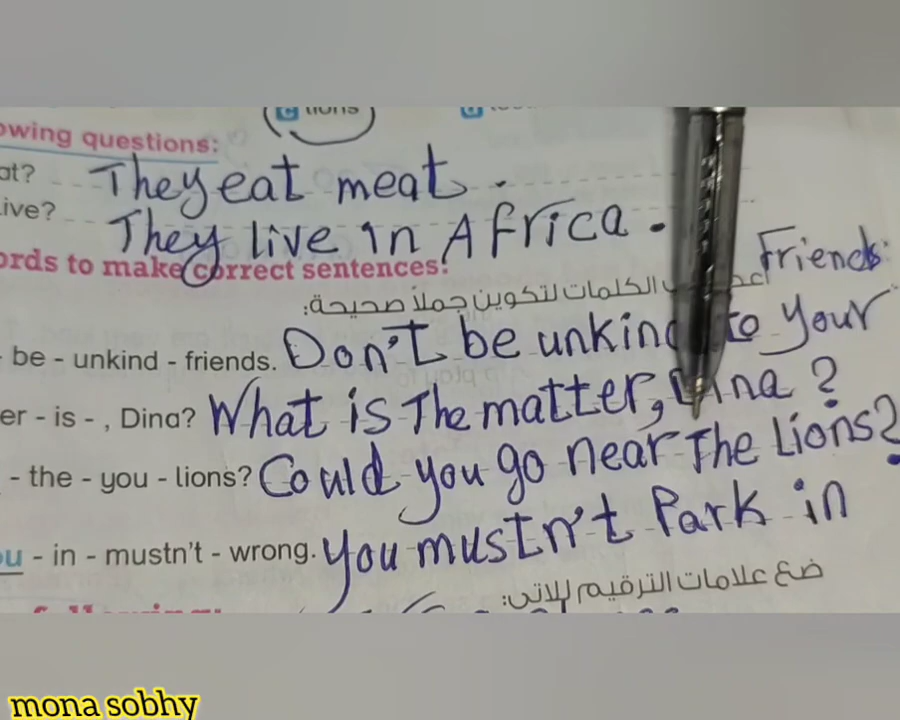 C lions
owing questions:
at? They eat meat.
ive? They live in Africa.
ords to make correct sentences:
الكلمات لتكوين جملاً صحيحة:
Friends.
be - unkind - friends. Don't be unkind to your
er - is - , Dina? What is The matter, Dina ?
- the - you - lions? Could you go near The Lions?
ou - in - mustn't - wrong. you mustn't Park in
ضع علامات الترقيم للآتي:
mona sobhy